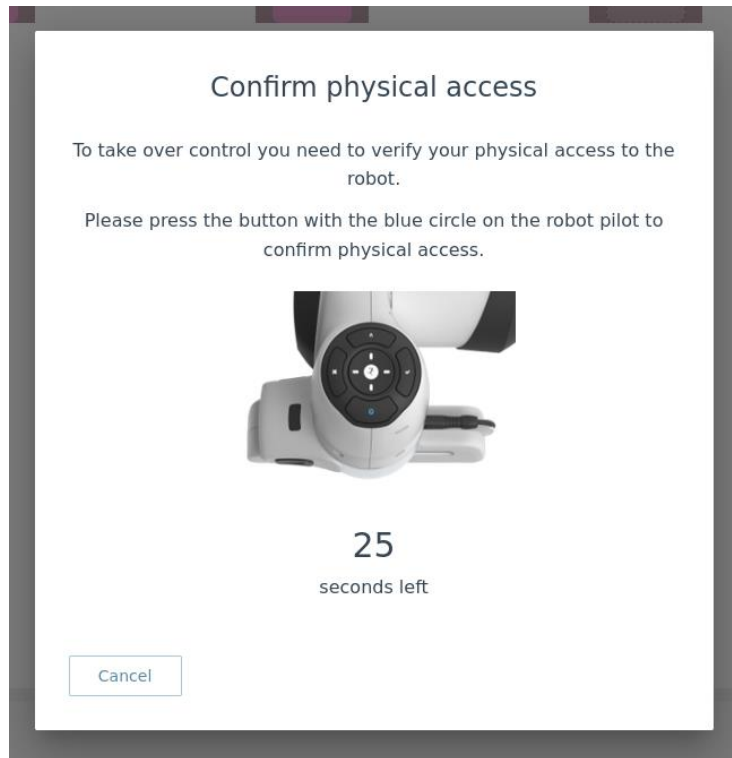 Confirm physical access
To take over control you need to verify your physical access to the
robot.
Please press the button with the blue circle on the robot pilot to
confirm physical access.
25
seconds left
Cancel